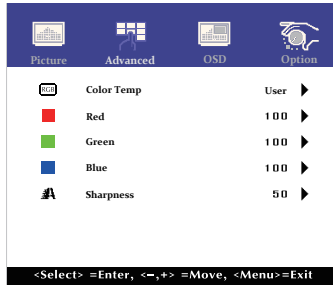 Picture Advanced OSD Option
RGB Color Temp User
Red 100
Green 100
Blue 100
A Sharpness 50
<Select> =Enter, <–,+> =Move, <Menu>=Exit